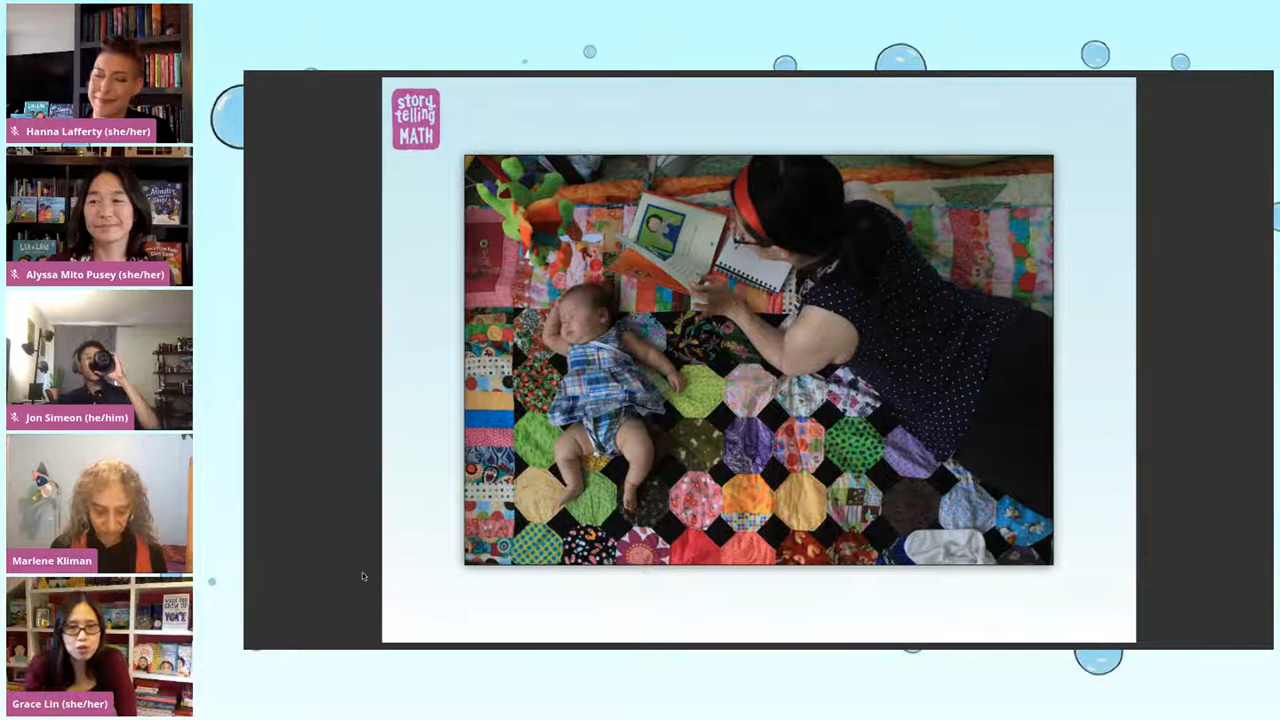 Hanna Lafferty (she/her)
Alyssa Mito Pusey (she/her)
Jon Simeon (he/him)
Marlene Kliman
Grace Lin (she/her)
story
telling
MATH